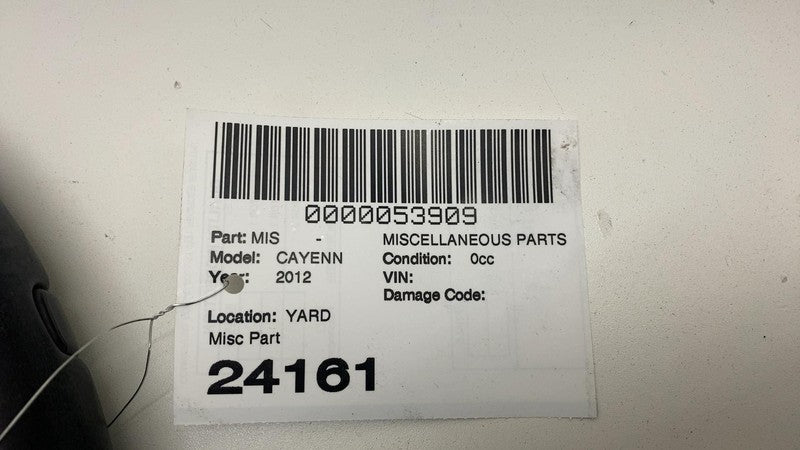 0000053909
Part: MIS - MISCELLANEOUS PARTS
Model: CAYENN Condition: 0cc
Year: 2012 VIN:
Damage Code:
Location: YARD
Misc Part
24161